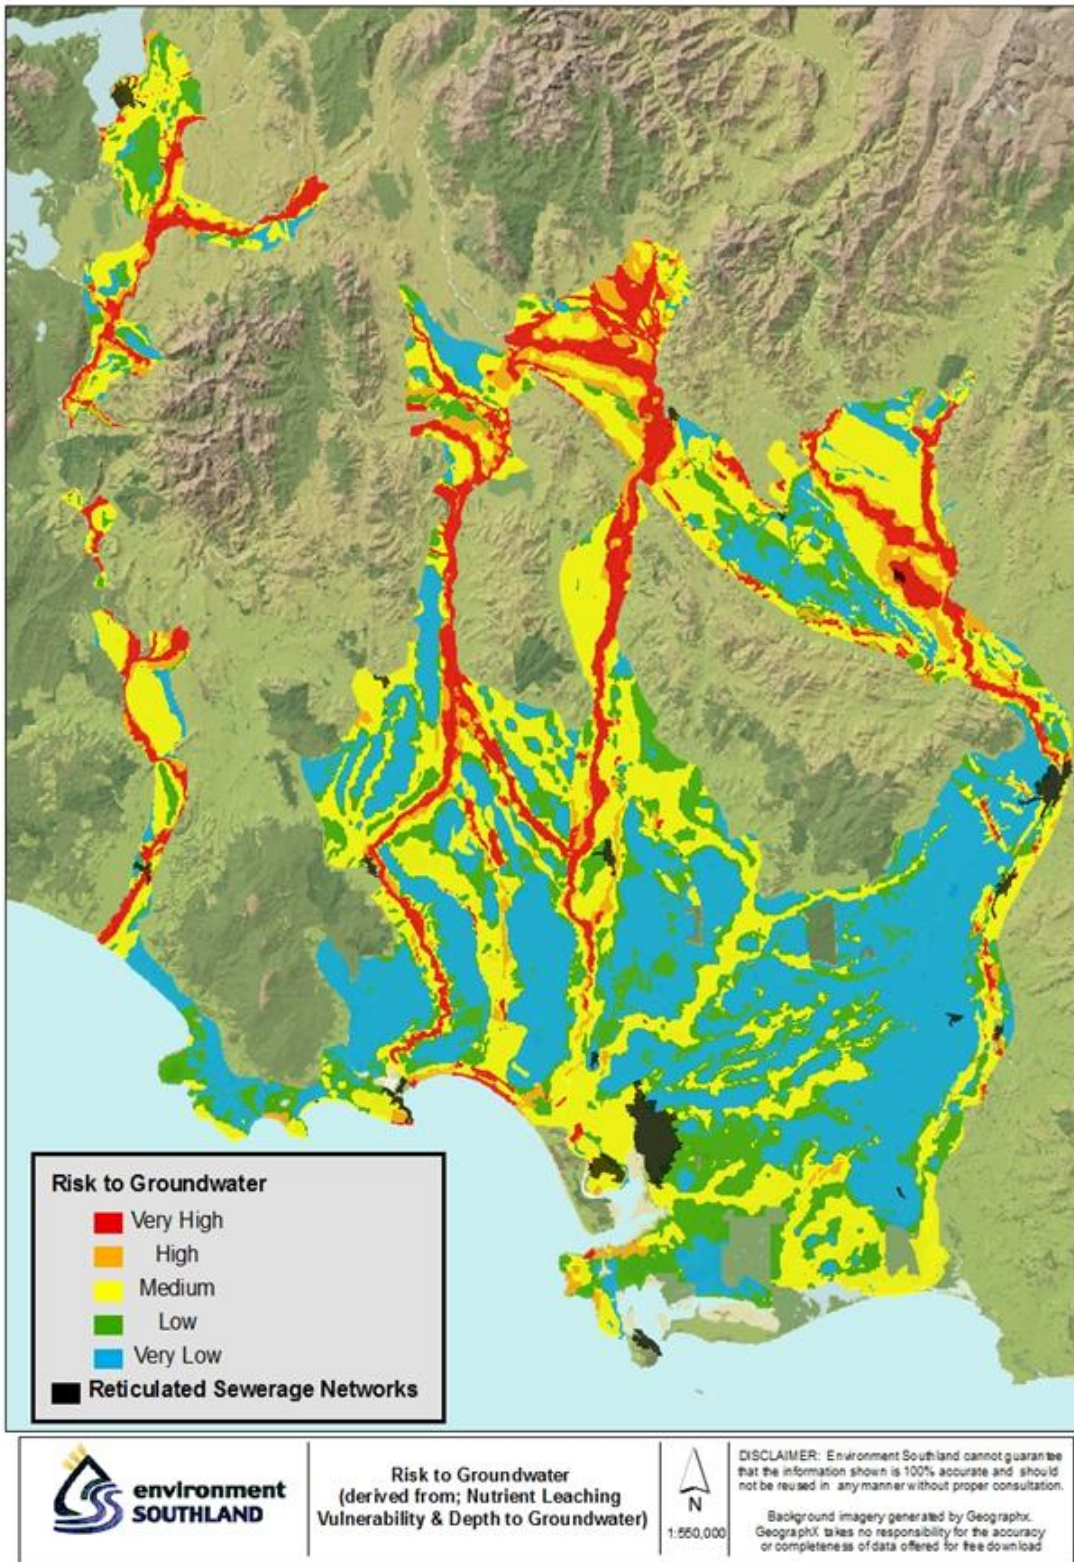 Risk to Groundwater
Very High
High
Medium
Low
Very Low
Reticulated Sewerage Networks
environment
SOUTHLAND
Risk to Groundwater
(derived from; Nutrient Leaching
Vulnerability & Depth to Groundwater)
N
1:550,000
DISCLAIMER: Environment Southland cannot guarantee
that the information shown is 100% accurate and should
not be reused in any manner without proper consultation.
Background imagery generated by Geographx.
GeographX takes no responsibility for the accuracy
or completeness of data offered for free download